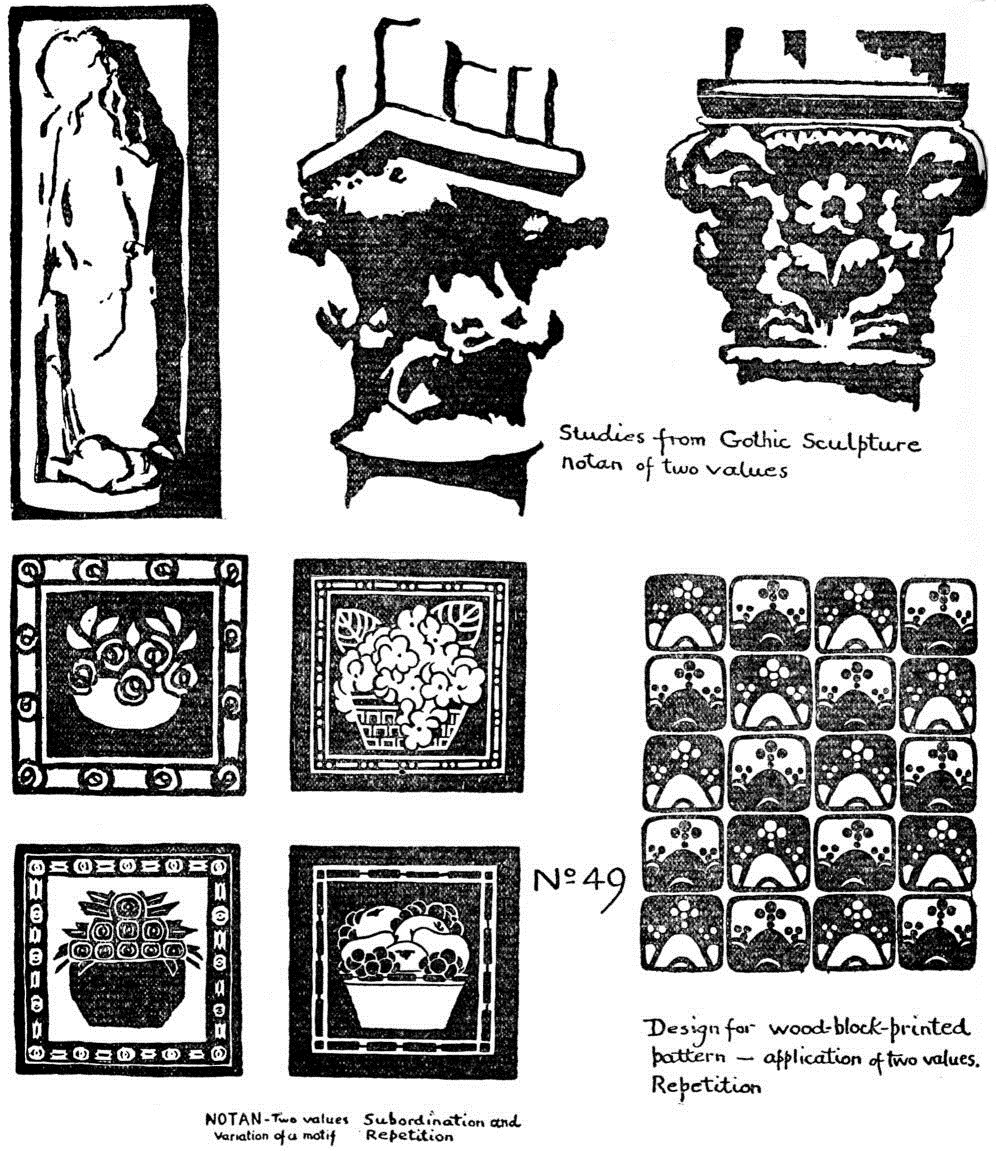 Studies from Gothic Sculpture
notan of two values
Nº 49
Design for wood-block-printed
pattern — application of two values.
Repetition
NOTAN-Two values Subordination and
Variation of a motif Repetition